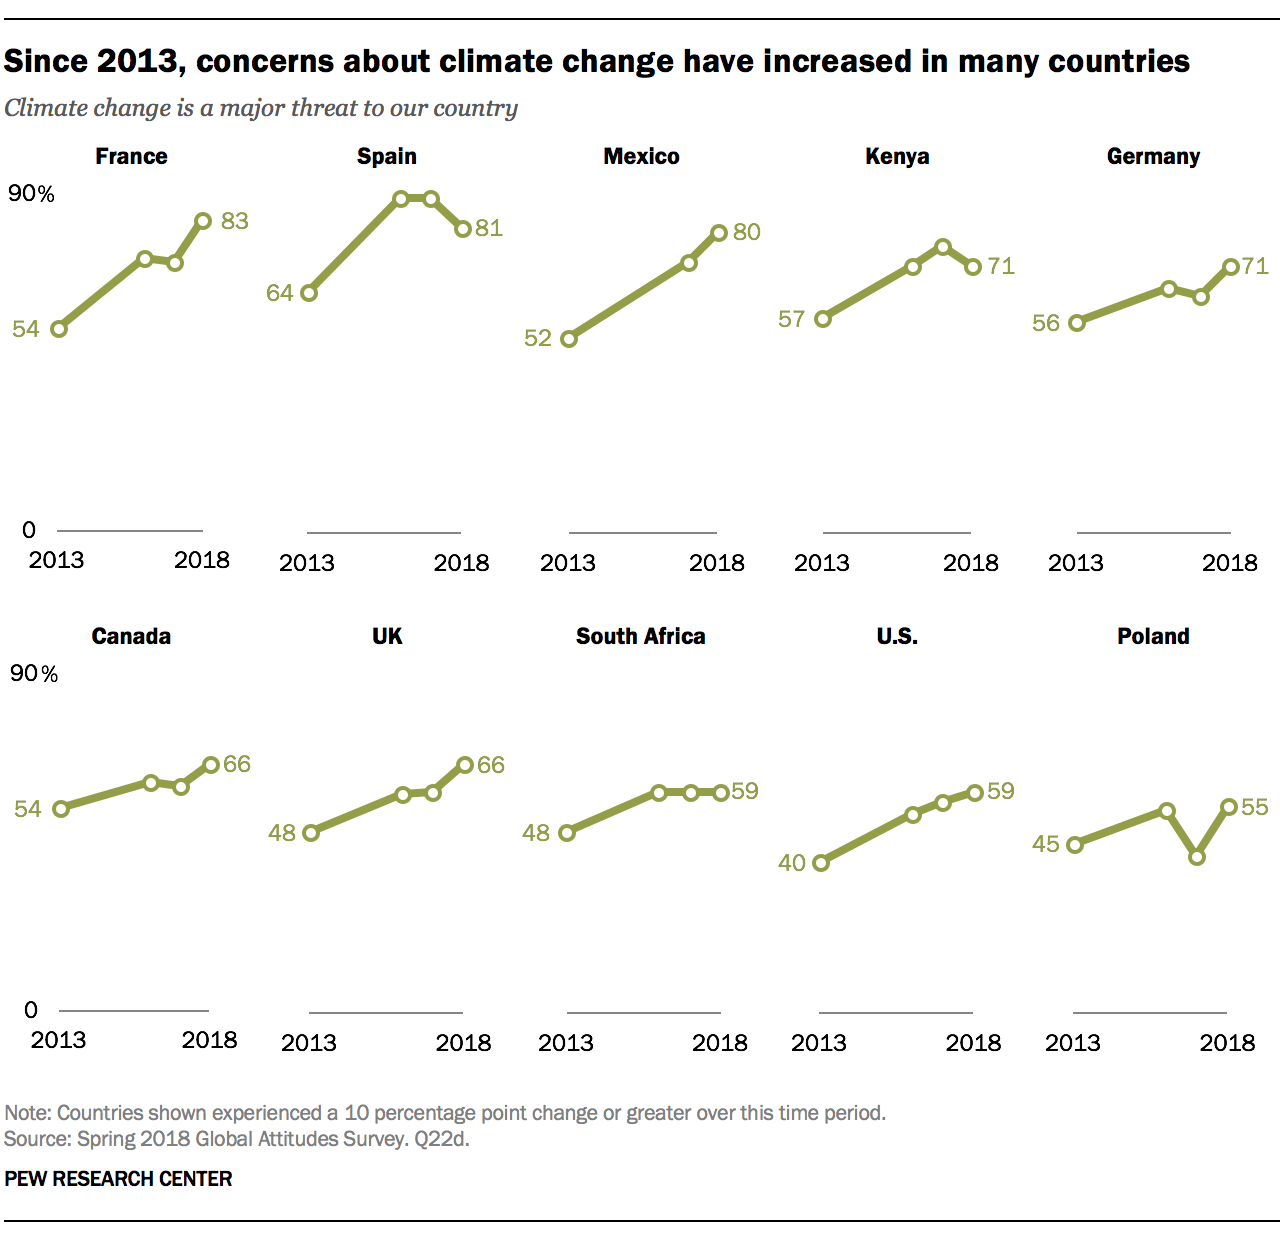 Since 2013, concerns about climate change have increased in many countries
Climate change is a major threat to our country
France Spain Mexico Kenya Germany
90%
83 81 80 71 71
54 64 52 57 56
0
2013 2018 2013 2018 2013 2018 2013 2018 2013 2018
Canada UK South Africa U.S. Poland
90%
66 66 59 59 55
54 48 48 40 45
0
2013 2018 2013 2018 2013 2018 2013 2018 2013 2018
Note: Countries shown experienced a 10 percentage point change or greater over this time period.
Source: Spring 2018 Global Attitudes Survey. Q22d.
PEW RESEARCH CENTER